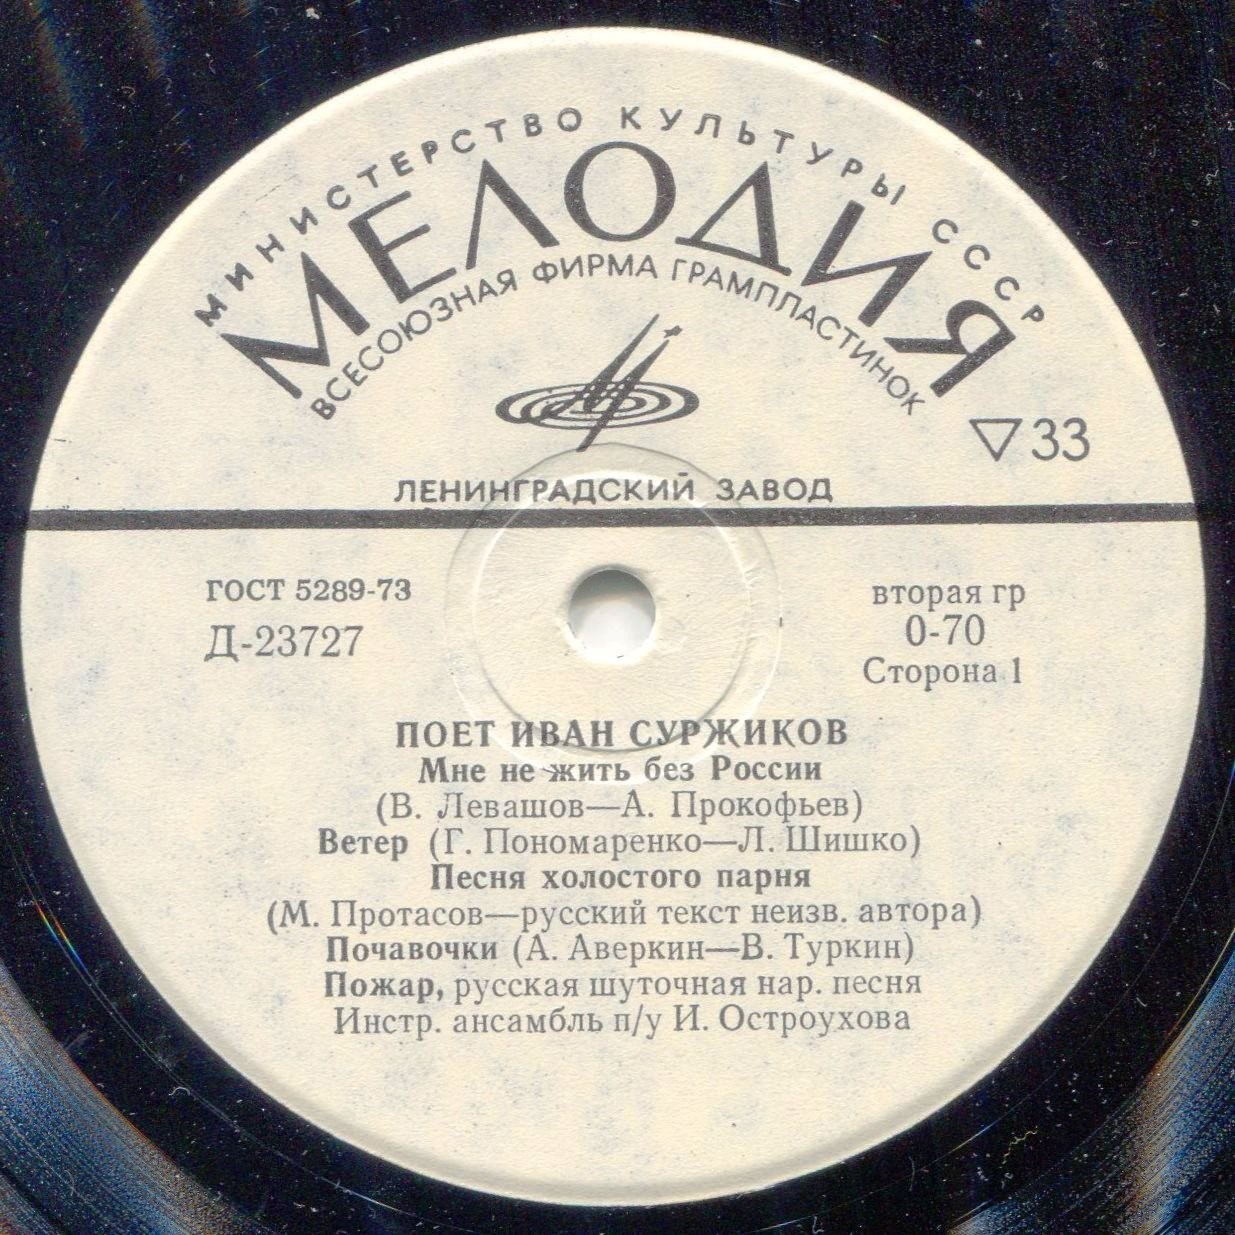 МИНИСТЕРСТВО КУЛЬТУРЫ СССР
МЕЛОДИЯ
ВСЕСОЮЗНАЯ ФИРМА ГРАМПЛАСТИНОК
▽33
ЛЕНИНГРАДСКИЙ ЗАВОД
ГОСТ 5289-73
Д-23727
вторая гр
0-70
Сторона 1
ПОЕТ ИВАН СУРЖИКОВ
Мне не жить без России
(В. Левашов—А. Прокофьев)
Ветер (Г. Пономаренко—Л. Шишко)
Песня холостого парня
(М. Протасов—русский текст неизв. автора)
Почавочки (А. Аверкин—В. Туркин)
Пожар, русская шуточная нар. песня
Инстр. ансамбль п/у И. Остроухова